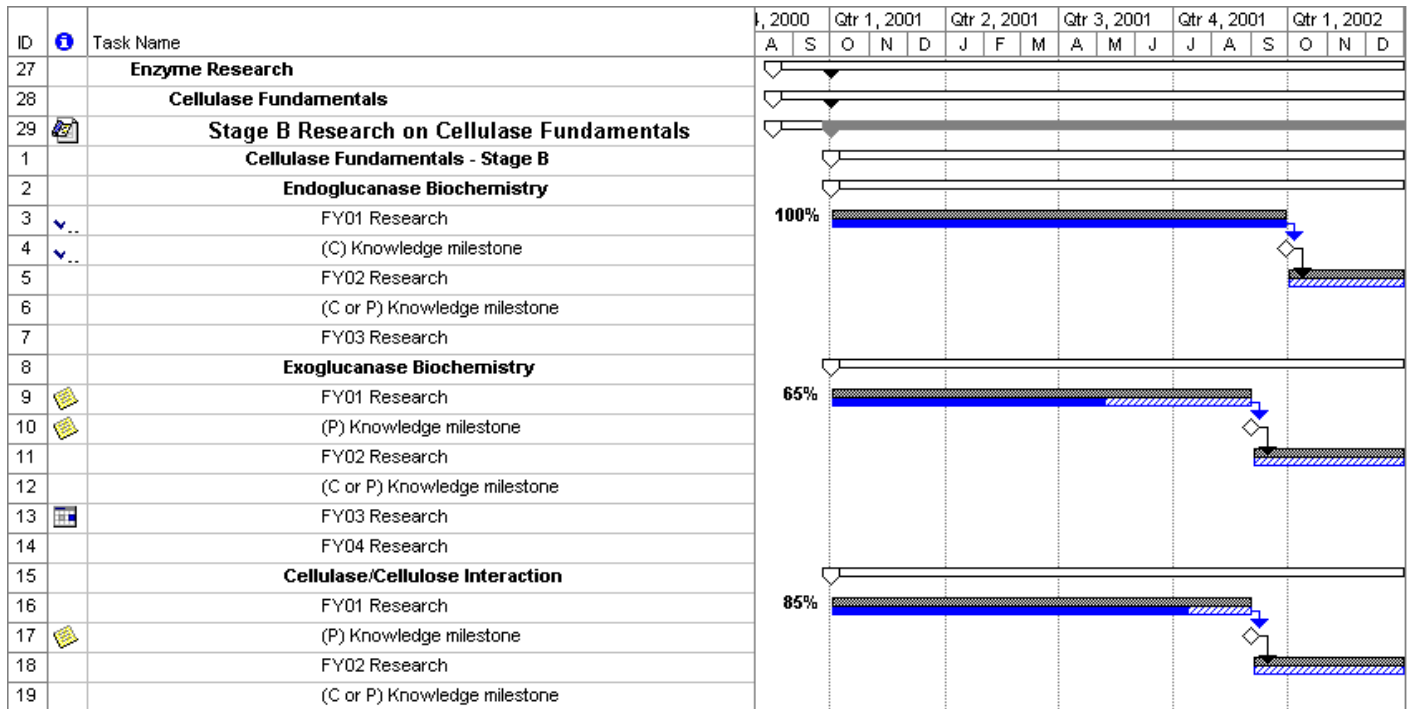 , 2000 Qtr 1, 2001 Qtr 2, 2001 Qtr 3, 2001 Qtr 4, 2001 Qtr 1, 2002
ID Task Name A S O N D J F M A M J J A S O N D
27 Enzyme Research
28 Cellulase Fundamentals
29 Stage B Research on Cellulase Fundamentals
1 Cellulase Fundamentals - Stage B
2 Endoglucanase Biochemistry
3 FY01 Research 100%
4 (C) Knowledge milestone
5 FY02 Research
6 (C or P) Knowledge milestone
7 FY03 Research
8 Exoglucanase Biochemistry
9 FY01 Research 65%
10 (P) Knowledge milestone
11 FY02 Research
12 (C or P) Knowledge milestone
13 FY03 Research
14 FY04 Research
15 Cellulase/Cellulose Interaction
16 FY01 Research 85%
17 (P) Knowledge milestone
18 FY02 Research
19 (C or P) Knowledge milestone